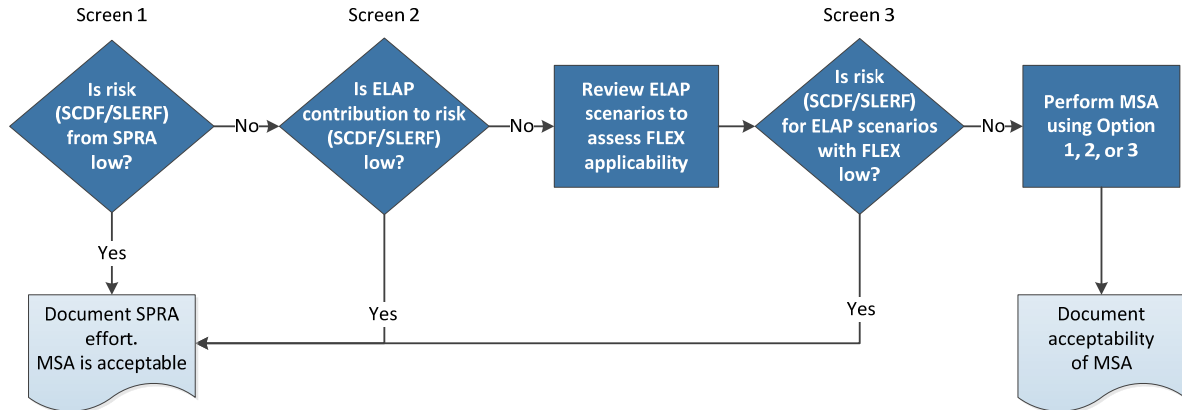 Screen 1
Screen 2
Screen 3
Is risk
(SCDF/SLERF)
from SPRA
low?
No
Is ELAP
contribution to risk
(SCDF/SLERF)
low?
No
Review ELAP
scenarios to
assess FLEX
applicability
Is risk
(SCDF/SLERF)
for ELAP scenarios
with FLEX
low?
No
Perform MSA
using Option
1, 2, or 3
Yes
Yes
Yes
Document SPRA
effort.
MSA is acceptable
Document
acceptability
of MSA